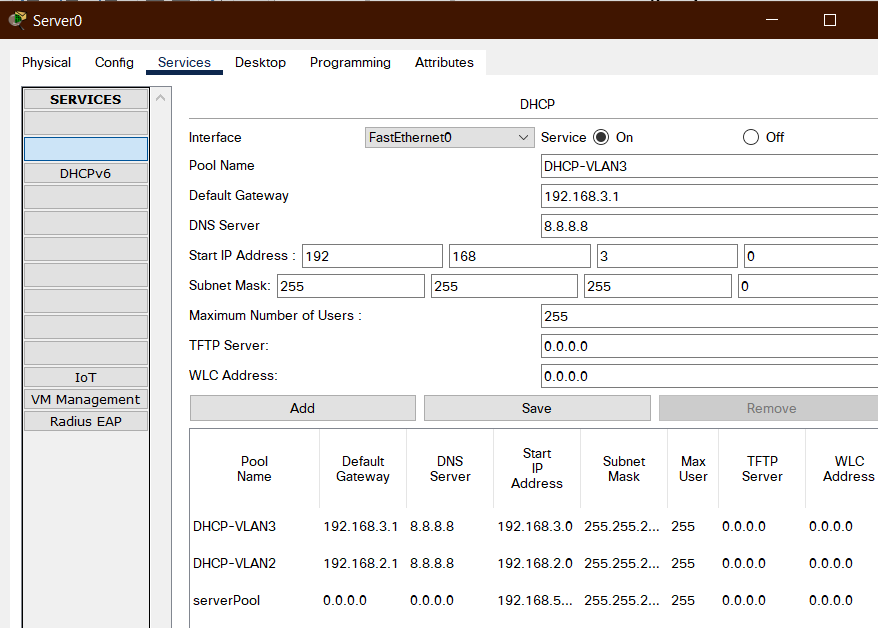 Server0
Physical Config Services Desktop Programming Attributes
SERVICES
DHCPv6
IoT
VM Management
Radius EAP
DHCP
Interface FastEthernet0 Service On Off
Pool Name DHCP-VLAN3
Default Gateway 192.168.3.1
DNS Server 8.8.8.8
Start IP Address : 192 168 3 0
Subnet Mask: 255 255 255 0
Maximum Number of Users : 255
TFTP Server: 0.0.0.0
WLC Address: 0.0.0.0
Add Save Remove
Pool Name Default Gateway DNS Server Start IP Address Subnet Mask Max User TFTP Server WLC Address
DHCP-VLAN3 192.168.3.1 8.8.8.8 192.168.3.0 255.255.2... 255 0.0.0.0 0.0.0.0
DHCP-VLAN2 192.168.2.1 8.8.8.8 192.168.2.0 255.255.2... 255 0.0.0.0 0.0.0.0
serverPool 0.0.0.0 0.0.0.0 192.168.5... 255.255.2... 255 0.0.0.0 0.0.0.0